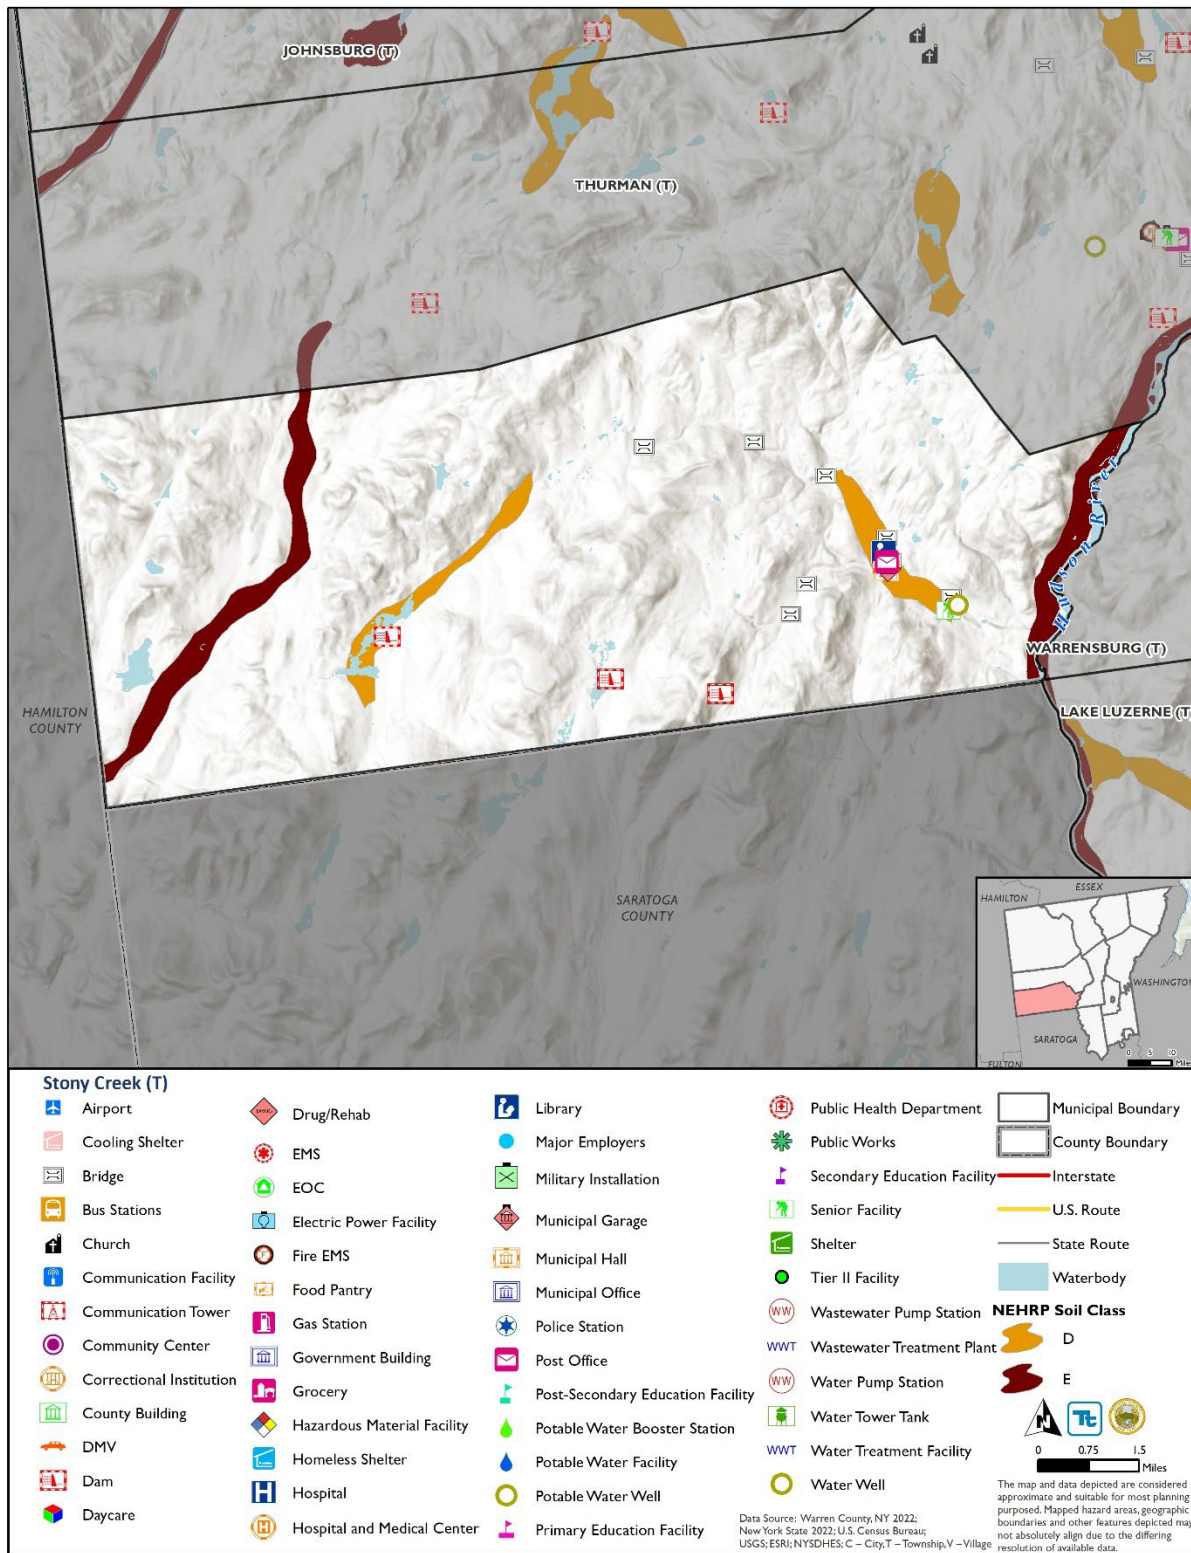 JOHNSBURG (T)
THURMAN (T)
Hudson River
WARRENSBURG (T)
LAKE LUZERNE (T
HAMILTON
COUNTY
SARATOGA
COUNTY
ESSEX
HAMILTON
WASHINGTON
SARATOGA
FULTON
0 5 10
Miles
Stony Creek (T)
Airport
Cooling Shelter
Bridge
Bus Stations
Church
Communication Facility
Communication Tower
Community Center
Correctional Institution
County Building
DMV
Dam
Daycare
Drug/Rehab
EMS
EOC
Electric Power Facility
Fire EMS
Food Pantry
Gas Station
Government Building
Grocery
Hazardous Material Facility
Homeless Shelter
H Hospital
H Hospital and Medical Center
Library
Major Employers
Military Installation
Municipal Garage
Municipal Hall
Municipal Office
Police Station
Post Office
Post-Secondary Education Facility
Potable Water Booster Station
Potable Water Facility
Potable Water Well
Primary Education Facility
Public Health Department
Public Works
Secondary Education Facility
Senior Facility
Shelter
Tier II Facility
WW Wastewater Pump Station
WWT Wastewater Treatment Plant
WW Water Pump Station
Water Tower Tank
WWT Water Treatment Facility
Water Well
Municipal Boundary
County Boundary
Interstate
U.S. Route
State Route
Waterbody
NEHRP Soil Class
D
E
N
Tt
0 0.75 1.5
Miles
Data Source: Warren County, NY 2022;
New York State 2022; U.S. Census Bureau;
USGS; ESRI; NYSDHES; C – City, T – Township, V – Village
The map and data depicted are considered
approximate and suitable for most planning
purposed. Mapped hazard areas, geographic
boundaries and other features depicted may
not absolutely align due to the differing
resolution of available data.